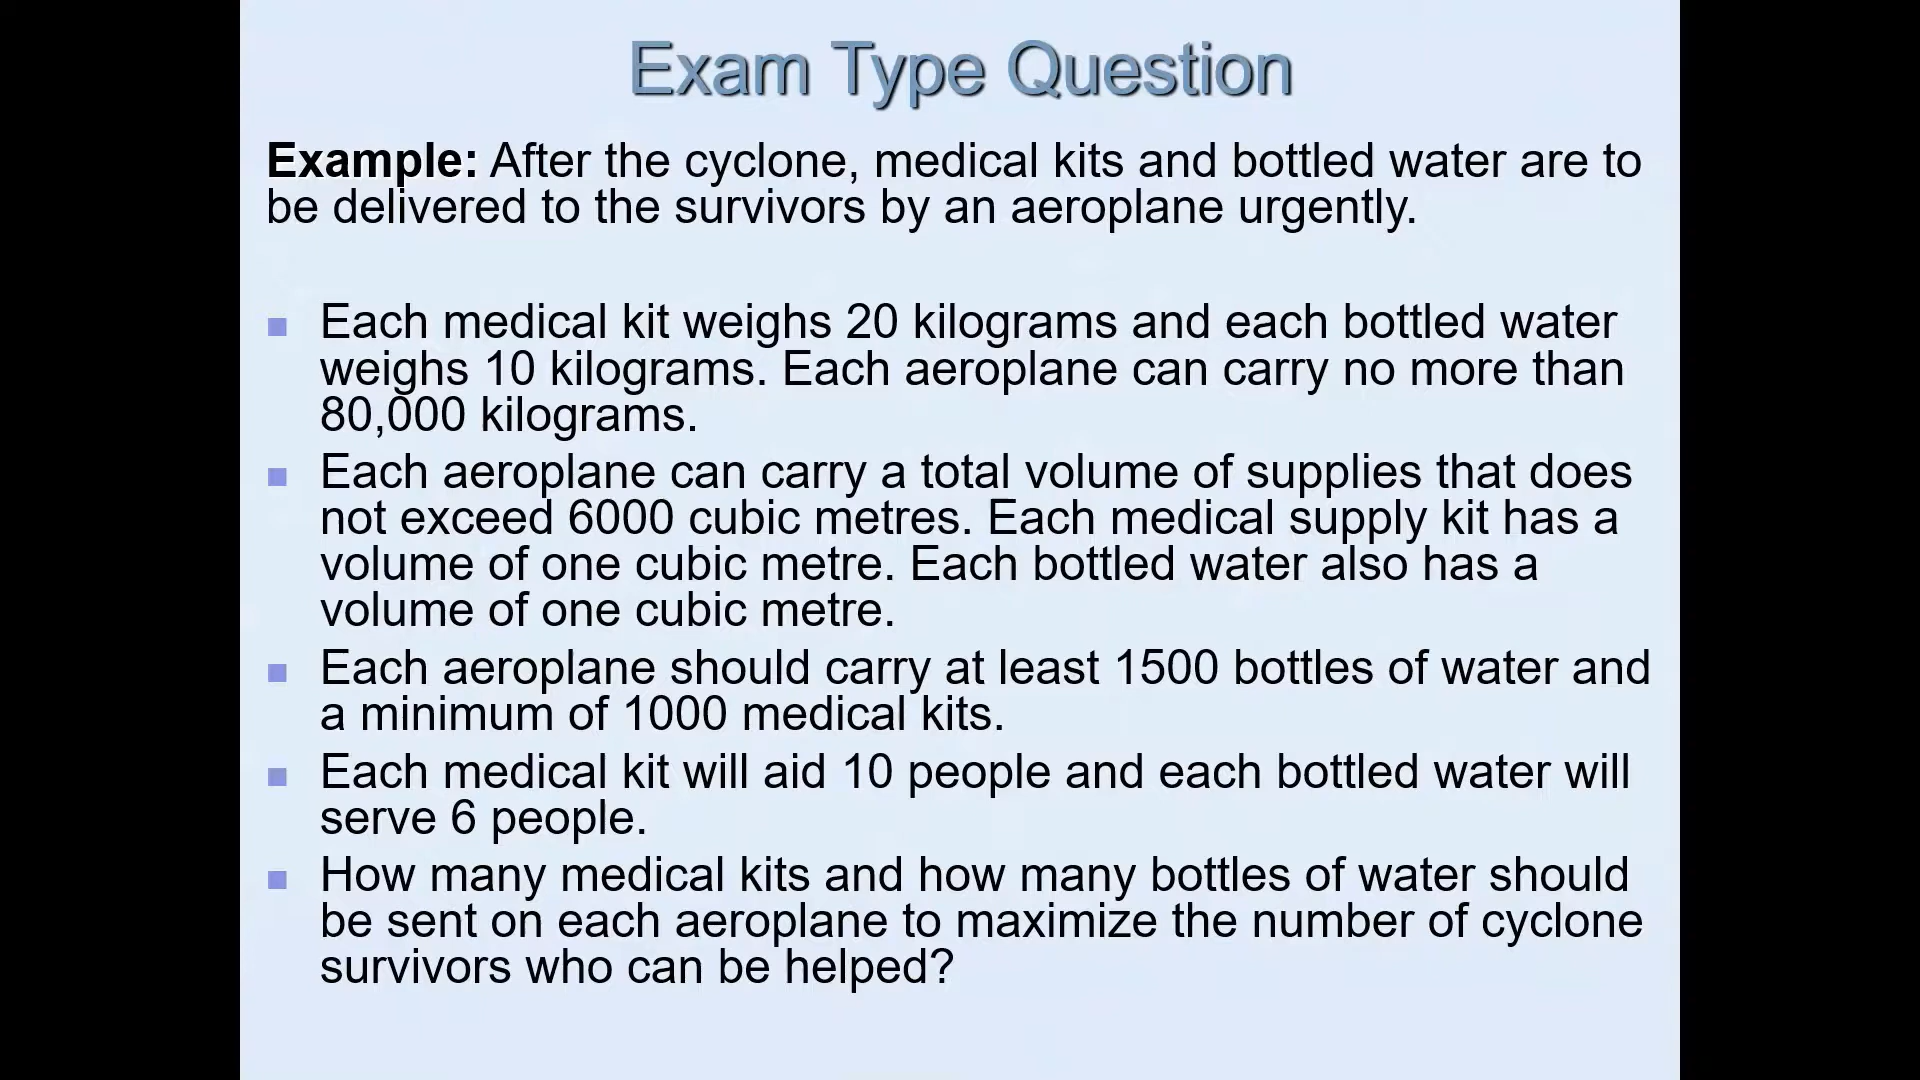 Exam Type Question
Example: After the cyclone, medical kits and bottled water are to
be delivered to the survivors by an aeroplane urgently.
Each medical kit weighs 20 kilograms and each bottled water
weighs 10 kilograms. Each aeroplane can carry no more than
80,000 kilograms.
Each aeroplane can carry a total volume of supplies that does
not exceed 6000 cubic metres. Each medical supply kit has a
volume of one cubic metre. Each bottled water also has a
volume of one cubic metre.
Each aeroplane should carry at least 1500 bottles of water and
a minimum of 1000 medical kits.
Each medical kit will aid 10 people and each bottled water will
serve 6 people.
How many medical kits and how many bottles of water should
be sent on each aeroplane to maximize the number of cyclone
survivors who can be helped?